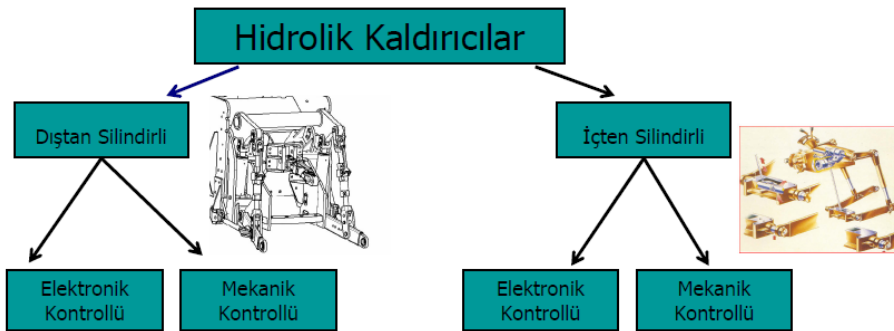 Hidrolik Kaldırıcılar
Dıştan Silindirli
İçten Silindirli
Elektronik
Kontrollü
Mekanik
Kontrollü
Elektronik
Kontrollü
Mekanik
Kontrollü